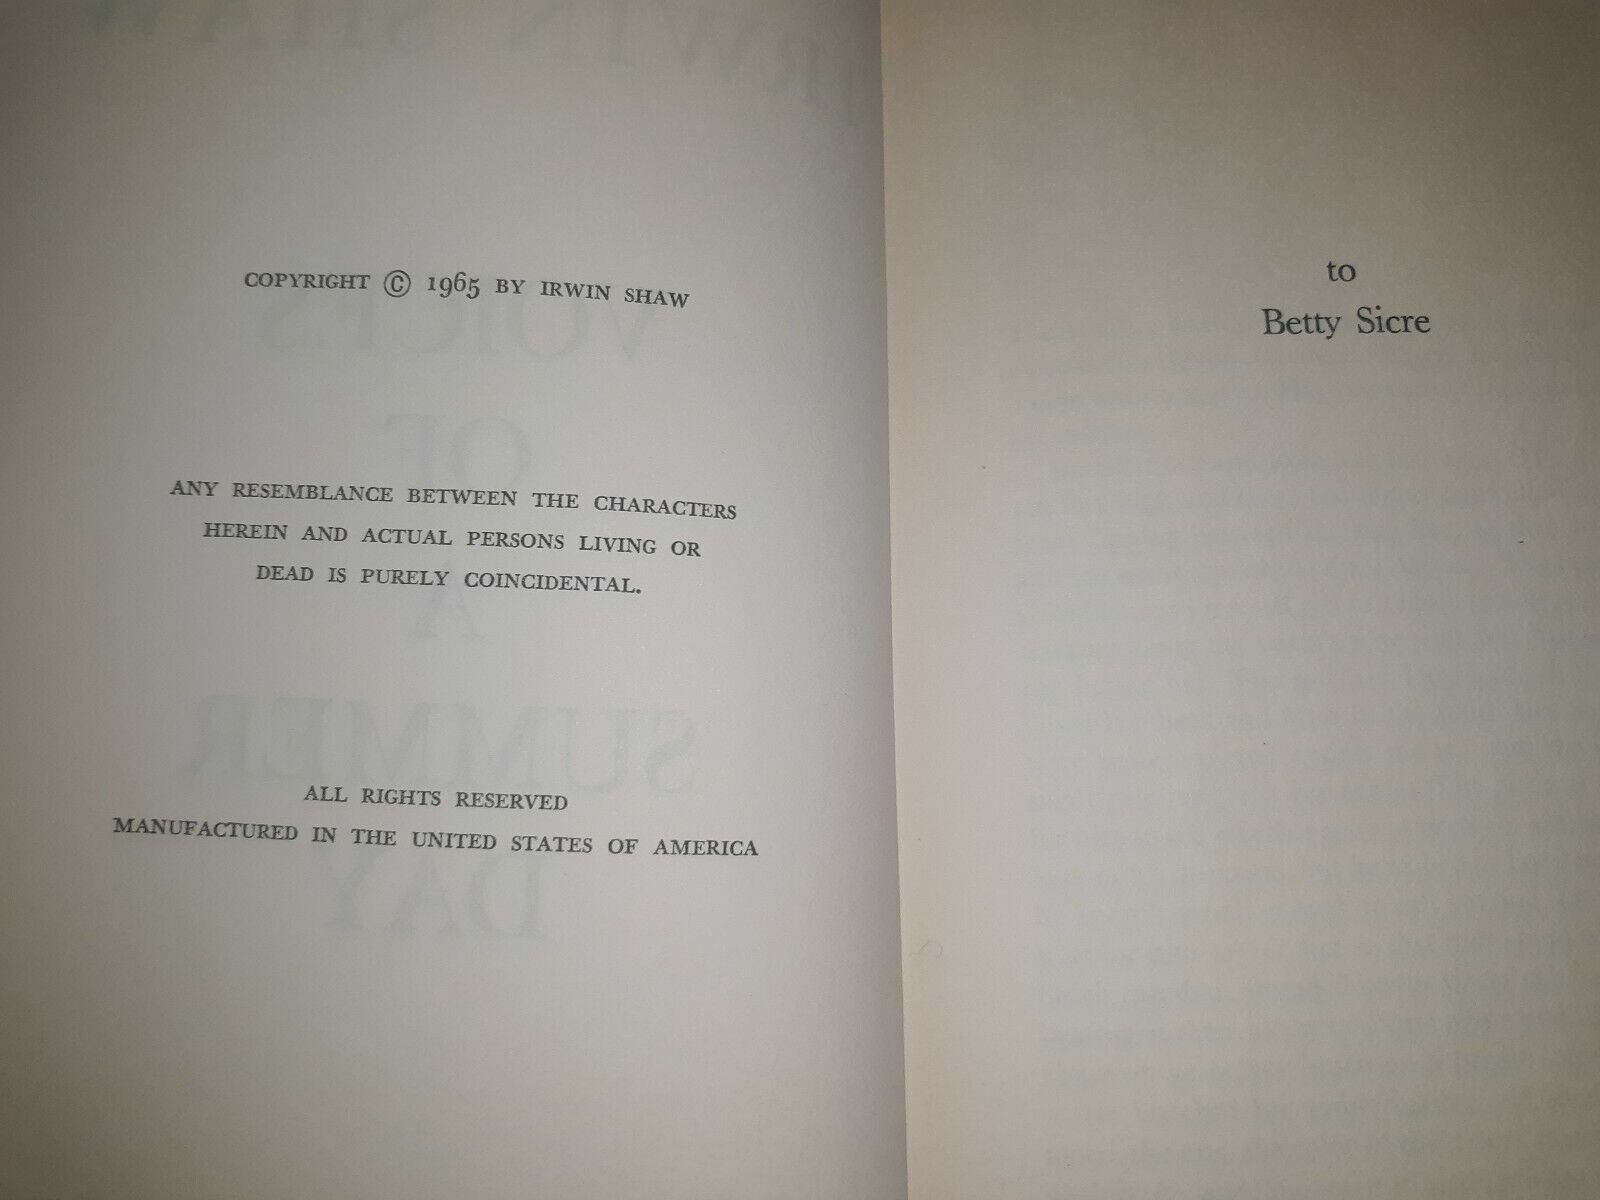 COPYRIGHT © 1965 BY IRWIN SHAW
ANY RESEMBLANCE BETWEEN THE CHARACTERS
HEREIN AND ACTUAL PERSONS LIVING OR
DEAD IS PURELY COINCIDENTAL.
ALL RIGHTS RESERVED
MANUFACTURED IN THE UNITED STATES OF AMERICA
to
Betty Sicre